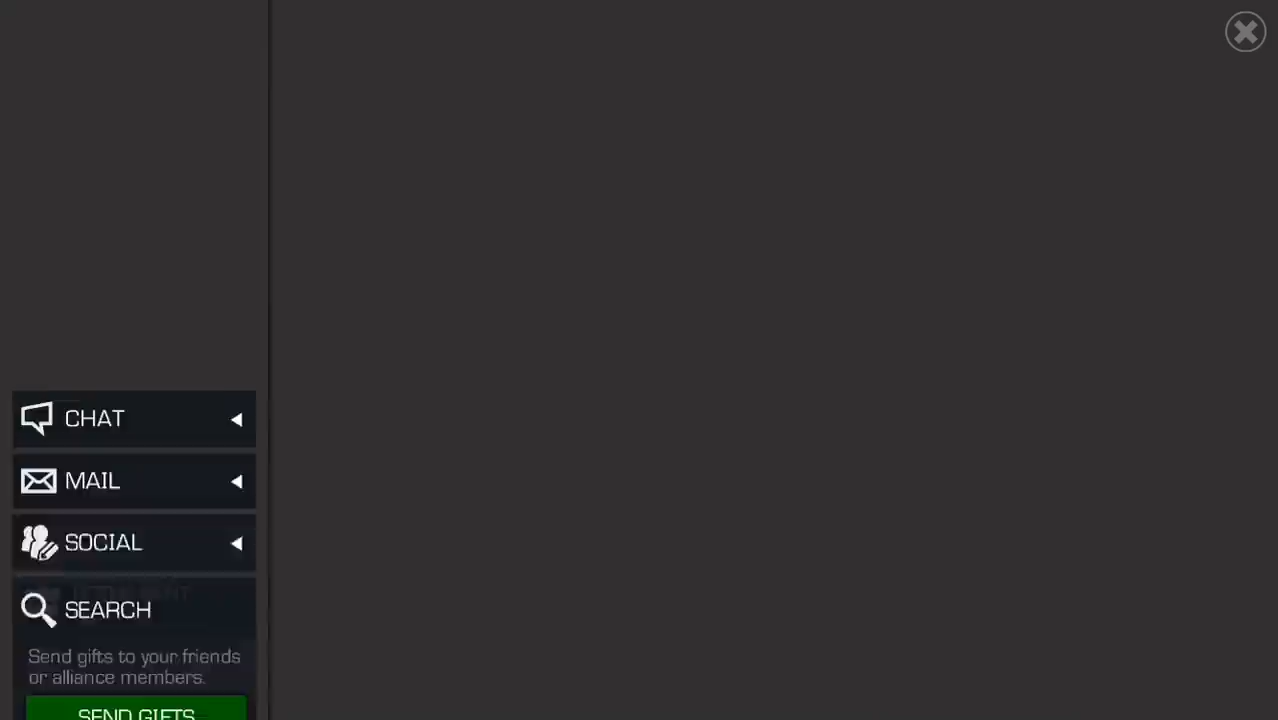 CHAT
MAIL
SOCIAL
SEARCH
Send gifts to your friends
or alliance members.
SEND GIFTS